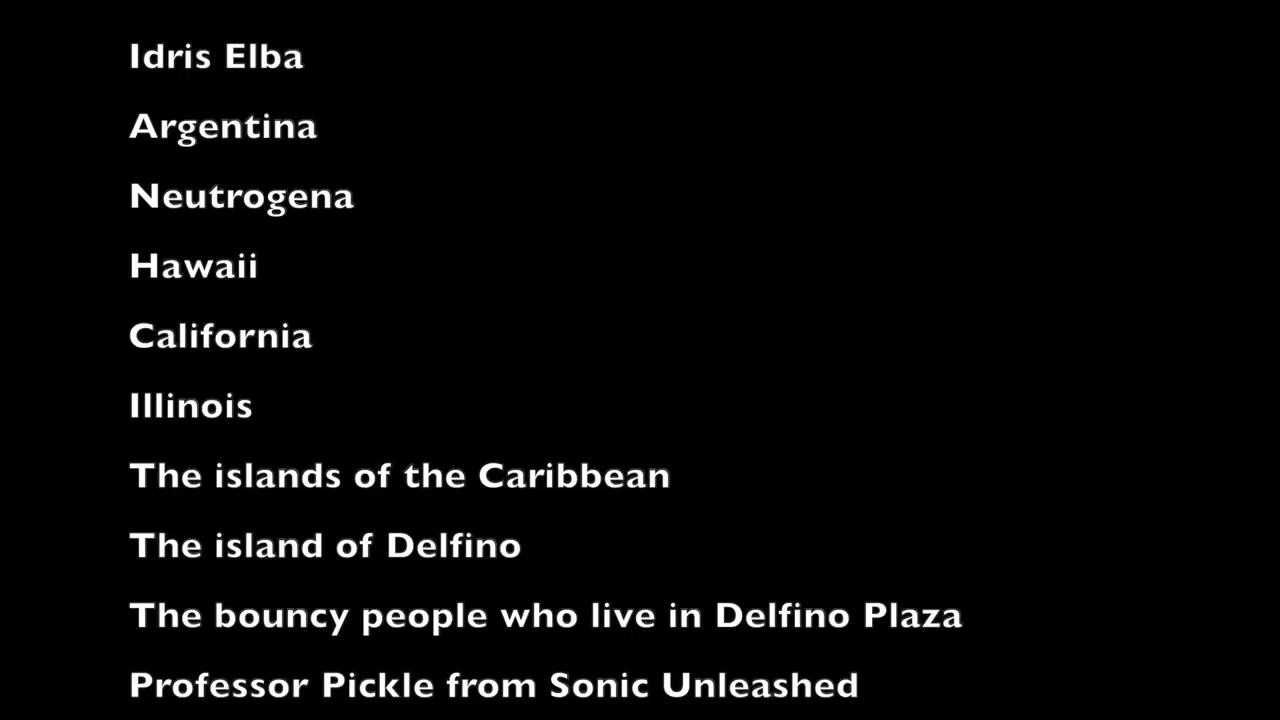 Idris Elba
Argentina
Neutrogena
Hawaii
California
Illinois
The islands of the Caribbean
The island of Delfino
The bouncy people who live in Delfino Plaza
Professor Pickle from Sonic Unleashed